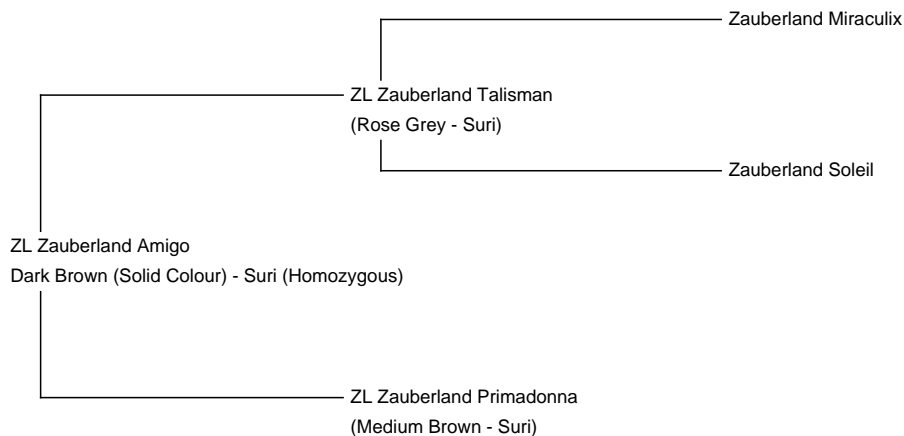 Zauberland Miraculix
ZL Zauberland Talisman
(Rose Grey - Suri)
Zauberland Soleil
ZL Zauberland Amigo
Dark Brown (Solid Colour) - Suri (Homozygous)
ZL Zauberland Primadonna
(Medium Brown - Suri)